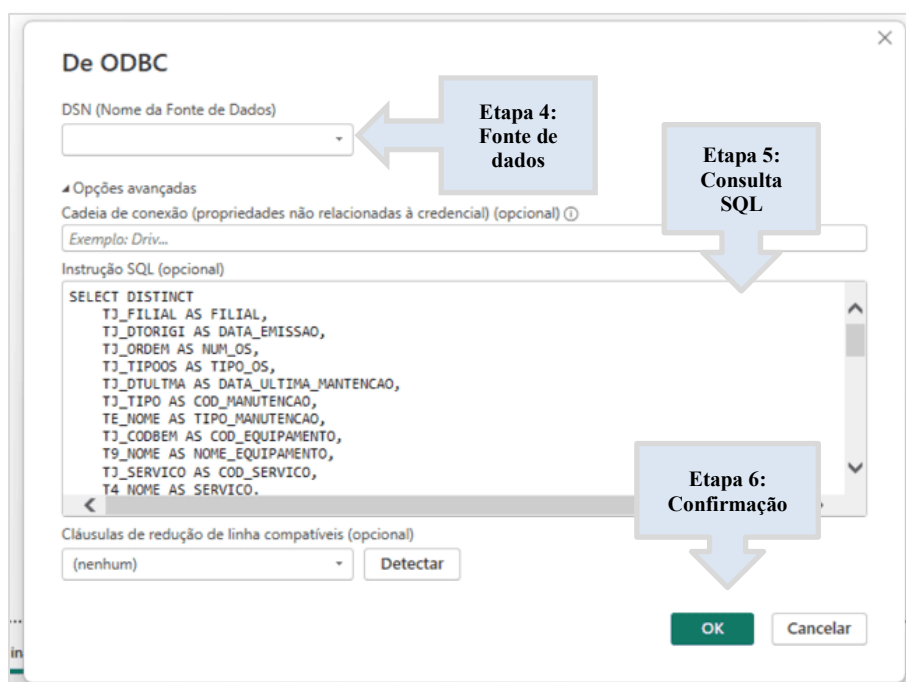 De ODBC
DSN (Nome da Fonte de Dados)
Etapa 4:
Fonte de
dados
Etapa 5:
Consulta
SQL
Opções avançadas
Cadeia de conexão (propriedades não relacionadas à credencial) (opcional)
Exemplo: Driv...
Instrução SQL (opcional)
SELECT DISTINCT
TJ_FILIAL AS FILIAL,
TJ_DTORIGI AS DATA_EMISSAO,
TJ_ORDEM AS NUM_OS,
TJ_TIPOOS AS TIPO_OS,
TJ_DTULTMA AS DATA_ULTIMA_MANTENCAO,
TJ_TIPO AS COD_MANUTENCAO,
TE_NOME AS TIPO_MANUTENCAO,
TJ_CODBEM AS COD_EQUIPAMENTO,
T9_NOME AS NOME_EQUIPAMENTO,
TJ_SERVICO AS COD_SERVICO,
T4_NOME AS SERVICO,
Etapa 6:
Confirmação
Cláusulas de redução de linha compatíveis (opcional)
(nenhum)
Detectar
OK
Cancelar
...
in